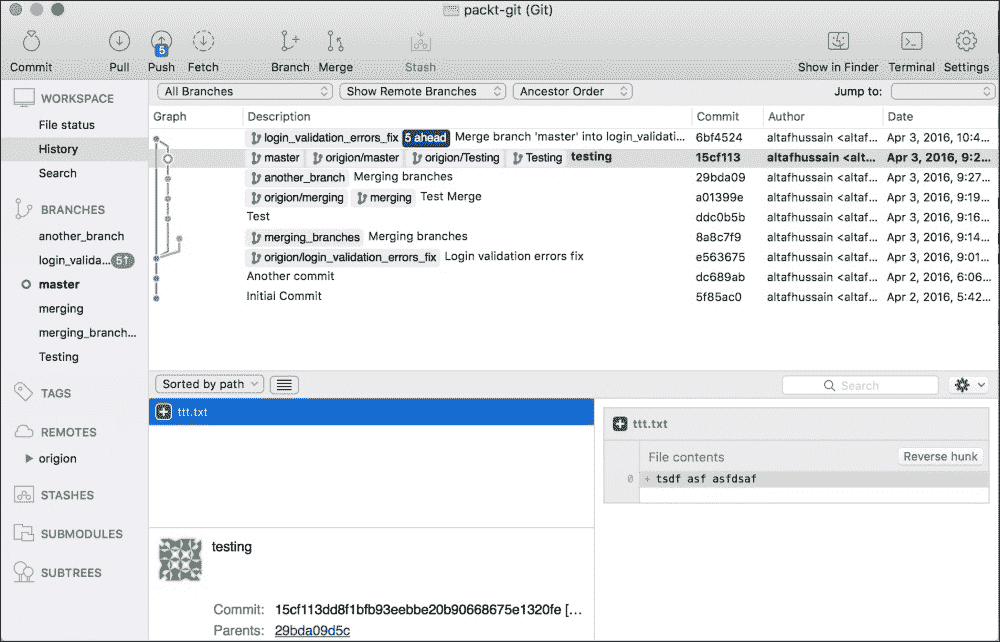 packt-git (Git)
5
Commit Pull Push Fetch Branch Merge Stash Show in Finder Terminal Settings
All Branches Show Remote Branches Ancestor Order Jump to:
WORKSPACE
File status
History
Search
BRANCHES
another_branch
login_valida... 5↑
master
merging
merging_branch...
Testing
TAGS
REMOTES
origion
STASHES
SUBMODULES
SUBTREES
Graph Description Commit Author Date
login_validation_errors_fix 5 ahead Merge branch 'master' into login_validati... 6bf4524 altafhussain <altaf... Apr 3, 2016, 10:4...
master origion/master origion/Testing Testing testing 15cf113 altafhussain <alt... Apr 3, 2016, 9:2...
another_branch Merging branches 29bda09 altafhussain <altaf... Apr 3, 2016, 9:27...
origion/merging merging Test Merge a01399e altafhussain <altaf... Apr 3, 2016, 9:19...
Test ddc0b5b altafhussain <altaf... Apr 3, 2016, 9:16...
merging_branches Merging branches 8a8c7f9 altafhussain <altaf... Apr 3, 2016, 9:14...
origion/login_validation_errors_fix Login validation errors fix e563675 altafhussain <altaf... Apr 3, 2016, 9:01...
Another commit dc689ab altafhussain <altaf... Apr 2, 2016, 6:06...
Initial Commit 5f85ac0 altafhussain <altaf... Apr 2, 2016, 5:42...
Sorted by path Search
ttt.txt
testing
Commit: 15cf113dd8f1bfb93eebbe20b90668675e1320fe [...
Parents: 29bda09d5c
ttt.txt
File contents Reverse hunk
0 + tsdf asf asfdsaf